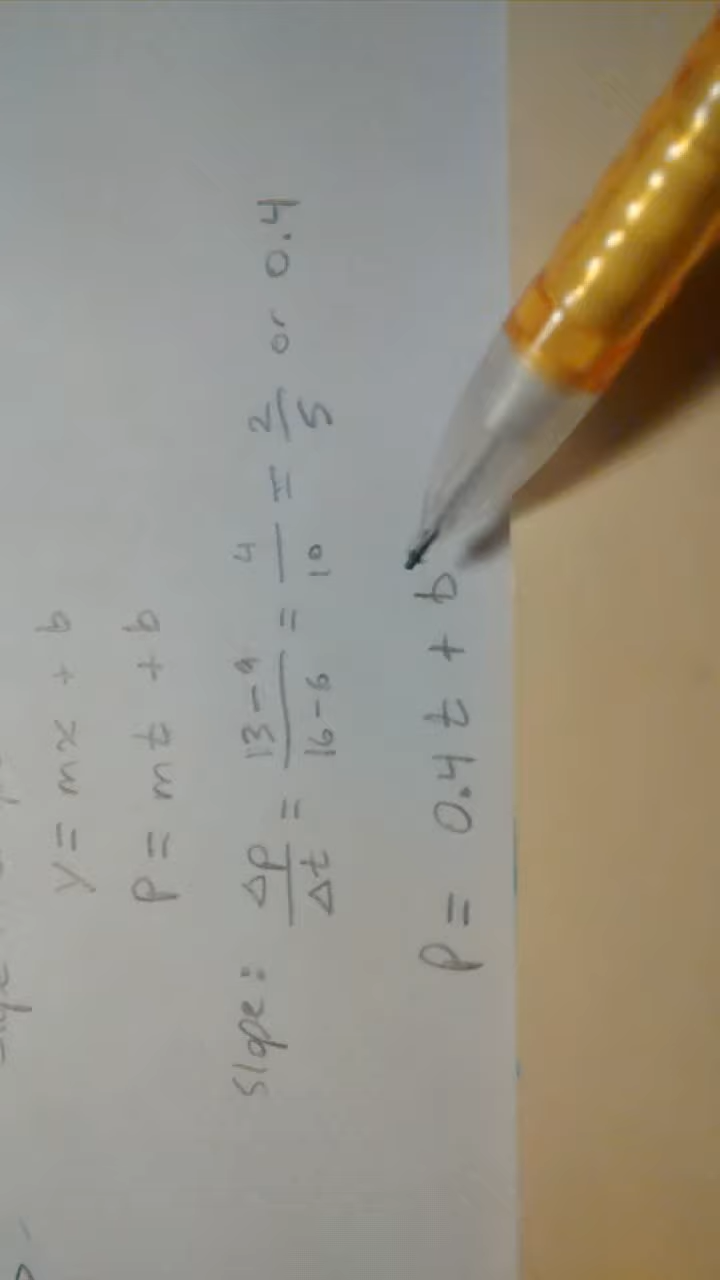 y = mx + b
P = mt + b
Slope: Δp/Δt = 13-9/16-6 = 4/10 = 2/5 or 0.4
P = 0.4t + b